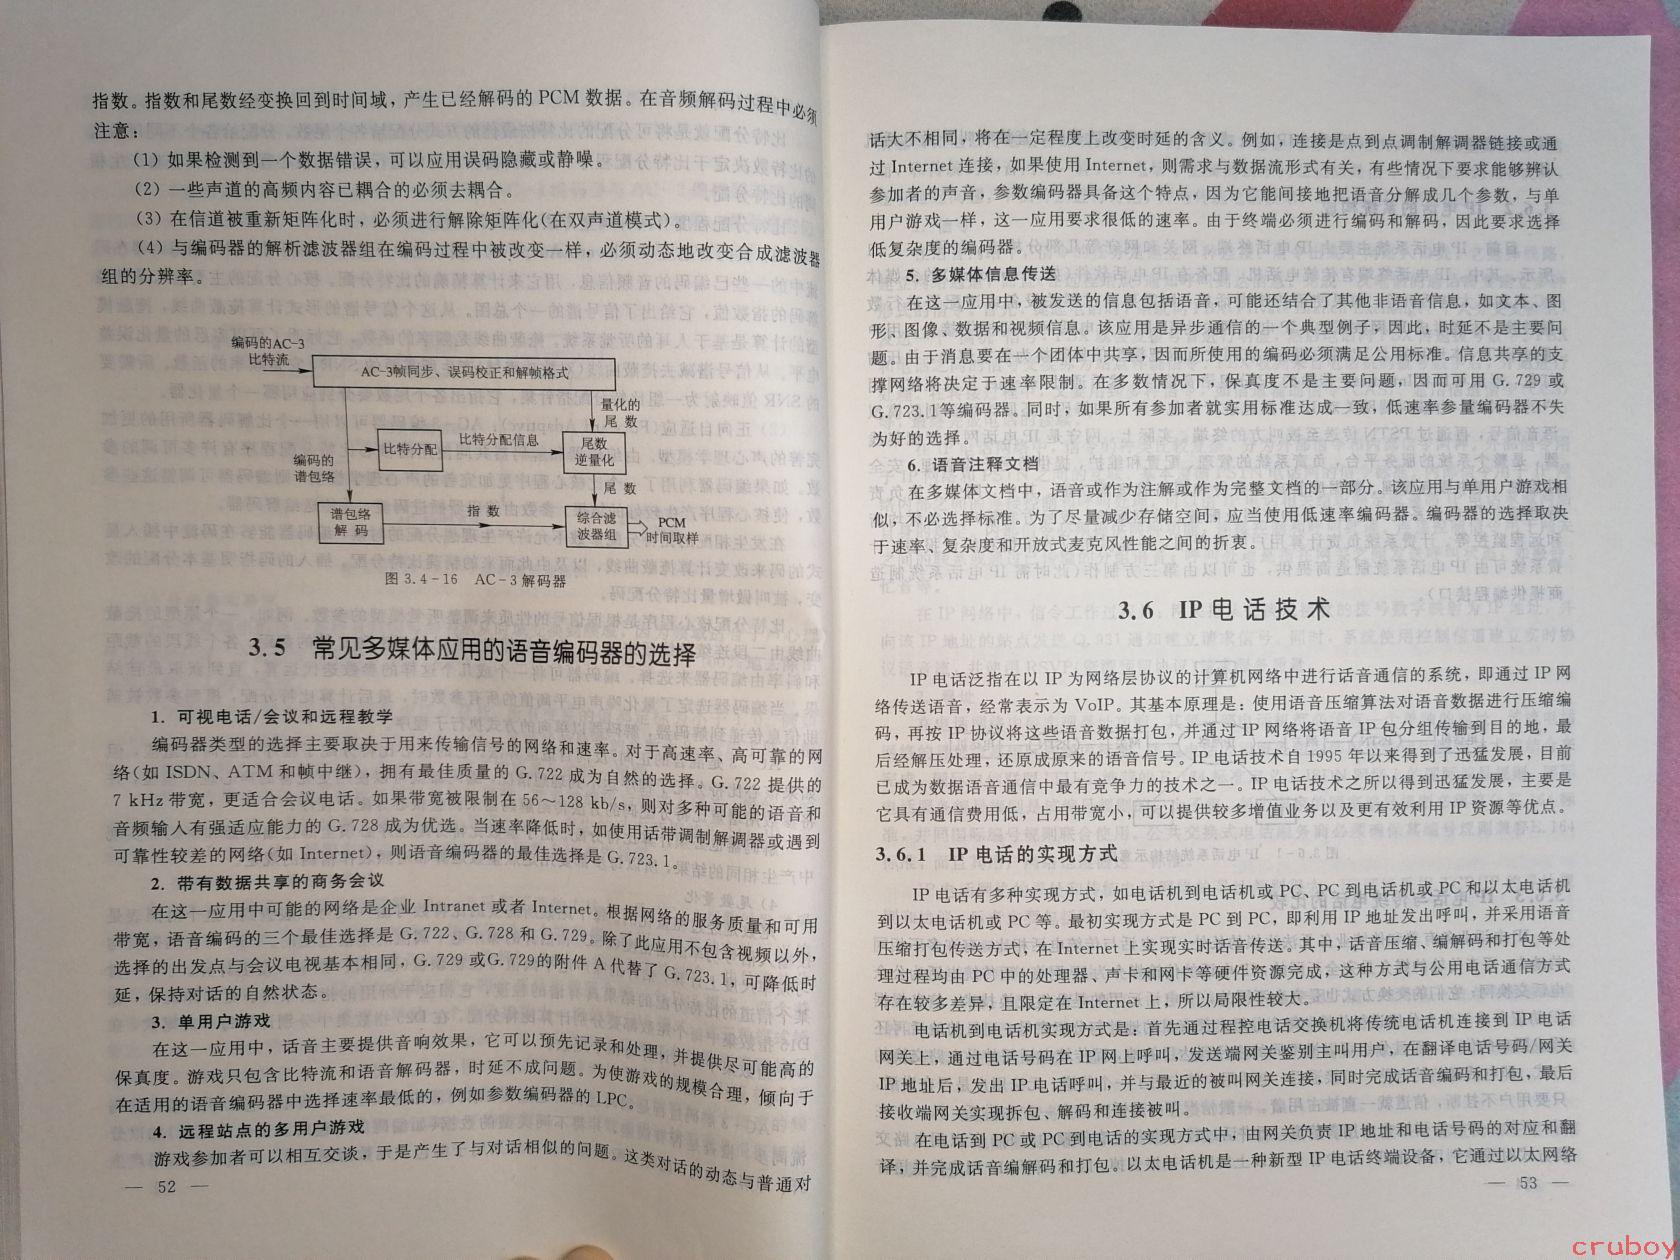 指数。指数和尾数经变换回到时间域，产生已经解码的 PCM 数据。在音频解码过程中必须
注意：
（1）如果检测到一个数据错误，可以应用误码隐藏或静噪。
（2）一些声道的高频内容已耦合的必须去耦合。
（3）在信道被重新矩阵化时，必须进行解除矩阵化（在双声道模式）。
（4）与编码器的解析滤波器组在编码过程中被改变一样，必须动态地改变合成滤波器
组的分辨率。
编码的AC-3
比特流
AC-3帧同步、误码校正和解帧格式
量化的
尾 数
比特分配
比特分配信息
尾数
逆量化
编码的
谱包络
尾 数
谱包络
解 码
指 数
综合滤
波器组
PCM
时间取样
图 3.4-16 AC-3 解码器
3.5 常见多媒体应用的语音编码器的选择
1. 可视电话/会议和远程教学
编码器类型的选择主要取决于用来传输信号的网络和速率。对于高速率、高可靠的网
络（如 ISDN、ATM 和帧中继），拥有最佳质量的 G.722 成为自然的选择。G.722 提供的
7 kHz 带宽，更适合会议电话。如果带宽被限制在 56～128 kb/s，则对多种可能的语音和
音频输人有强适应能力的 G.728 成为优选。当速率降低时，如使用话带调制解调器或遇到
可靠性较差的网络（如 Internet），则语音编码器的最佳选择是 G.723.1。
2. 带有数据共享的商务会议
在这一应用中可能的网络是企业 Intranet 或者 Internet。根据网络的服务质量和可用
带宽，语音编码的三个最佳选择是 G.722、G.728 和 G.729。除了此应用不包含视频以外，
选择的出发点与会议电视基本相同，G.729 或G.729的附件 A 代替了 G.723.1，可降低时
延，保持对话的自然状态。
3. 单用户游戏
在这一应用中，话音主要提供音响效果，它可以预先记录和处理，并提供尽可能高的
保真度。游戏只包含比特流和语音解码器，时延不成问题。为使游戏的规模合理，倾向于
在适用的语音编码器中选择速率最低的，例如参数编码器的 LPC。
4. 远程站点的多用户游戏
游戏参加者可以相互交谈，于是产生了与对话相似的问题。这类对话的动态与普通对
— 52 —
话大不相同，将在一定程度上改变时延的含义。例如，连接是点到点调制解调器链接或通
过 Internet 连接，如果使用 Internet，则需求与数据流形式有关，有些情况下要求能够辨认
参加者的声音，参数编码器具备这个特点，因为它能间接地把语音分解成几个参数，与单
用户游戏一样，这一应用要求很低的速率。由于终端必须进行编码和解码，因此要求选择
低复杂度的编码器。
5. 多媒体信息传送
在这一应用中，被发送的信息包括语音，可能还结合了其他非语音信息，如文本、图
形、图像、数据和视频信息。该应用是异步通信的一个典型例子，因此，时延不是主要问
题。由于消息要在一个团体中共享，因而所使用的编码必须满足公用标准。信息共享的支
撑网络将决定于速率限制。在多数情况下，保真度不是主要问题，因而可用 G.729 或
G.723.1等编码器。同时，如果所有参加者就实用标准达成一致，低速率参量编码器不失
为好的选择。
6. 语音注释文档
在多媒体文档中，语音或作为注解或作为完整文档的一部分。该应用与单用户游戏相
似，不必选择标准。为了尽量减少存储空间，应当使用低速率编码器。编码器的选择取决
于速率、复杂度和开放式麦克风性能之间的折衷。
3.6 IP 电话技术
IP 电话泛指在以 IP 为网络层协议的计算机网络中进行话音通信的系统，即通过 IP 网
络传送语音，经常表示为 VoIP。其基本原理是：使用语音压缩算法对语音数据进行压缩编
码，再按 IP 协议将这些语音数据打包，并通过 IP 网络将语音 IP 包分组传输到目的地，最
后经解压处理，还原成原来的语音信号。IP 电话技术自 1995 年以来得到了迅猛发展，目前
已成为数据语音通信中最有竞争力的技术之一。IP 电话技术之所以得到迅猛发展，主要是
它具有通信费用低，占用带宽小，可以提供较多增值业务以及更有效利用 IP 资源等优点。
3.6.1 IP 电话的实现方式
IP 电话有多种实现方式，如电话机到电话机或 PC、PC 到电话机或 PC 和以太电话机
到以太电话机或 PC 等。最初实现方式是 PC 到 PC，即利用 IP 地址发出呼叫，并采用语音
压缩打包传送方式，在 Internet 上实现实时话音传送。其中，话音压缩、编解码和打包等处
理过程均由 PC 中的处理器、声卡和网卡等硬件资源完成，这种方式与公用电话通信方式
存在较多差异，且限定在 Internet 上，所以局限性较大。
电话机到电话机实现方式是：首先通过程控电话交换机将传统电话机连接到 IP 电话
网关上，通过电话号码在 IP 网上呼叫，发送端网关鉴别主叫用户，在翻译电话号码/网关
IP 地址后，发出 IP 电话呼叫，并与最近的被叫网关连接，同时完成话音编码和打包，最后
接收端网关实现拆包、解码和连接被叫。
在电话到 PC 或 PC 到电话的实现方式中，由网关负责 IP 地址和电话号码的对应和翻
译，并完成话音编解码和打包。以太电话机是一种新型 IP 电话终端设备，它通过以太网络
— 53 —
cruboy